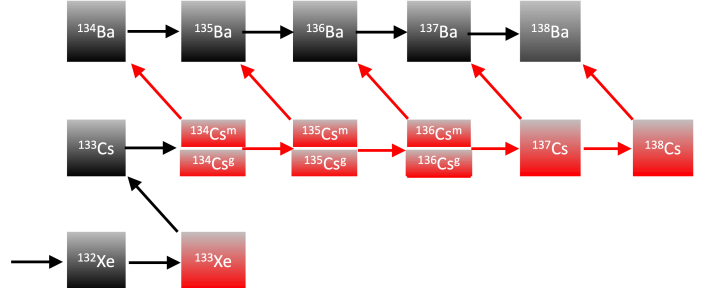 ¹³⁴Ba ¹³⁵Ba ¹³⁶Ba ¹³⁷Ba ¹³⁸Ba
¹³³Cs ¹³⁴Csᵐ ¹³⁵Csᵐ ¹³⁶Csᵐ ¹³⁷Cs ¹³⁸Cs
¹³⁴Csᵍ ¹³⁵Csᵍ ¹³⁶Csᵍ
¹³²Xe ¹³³Xe